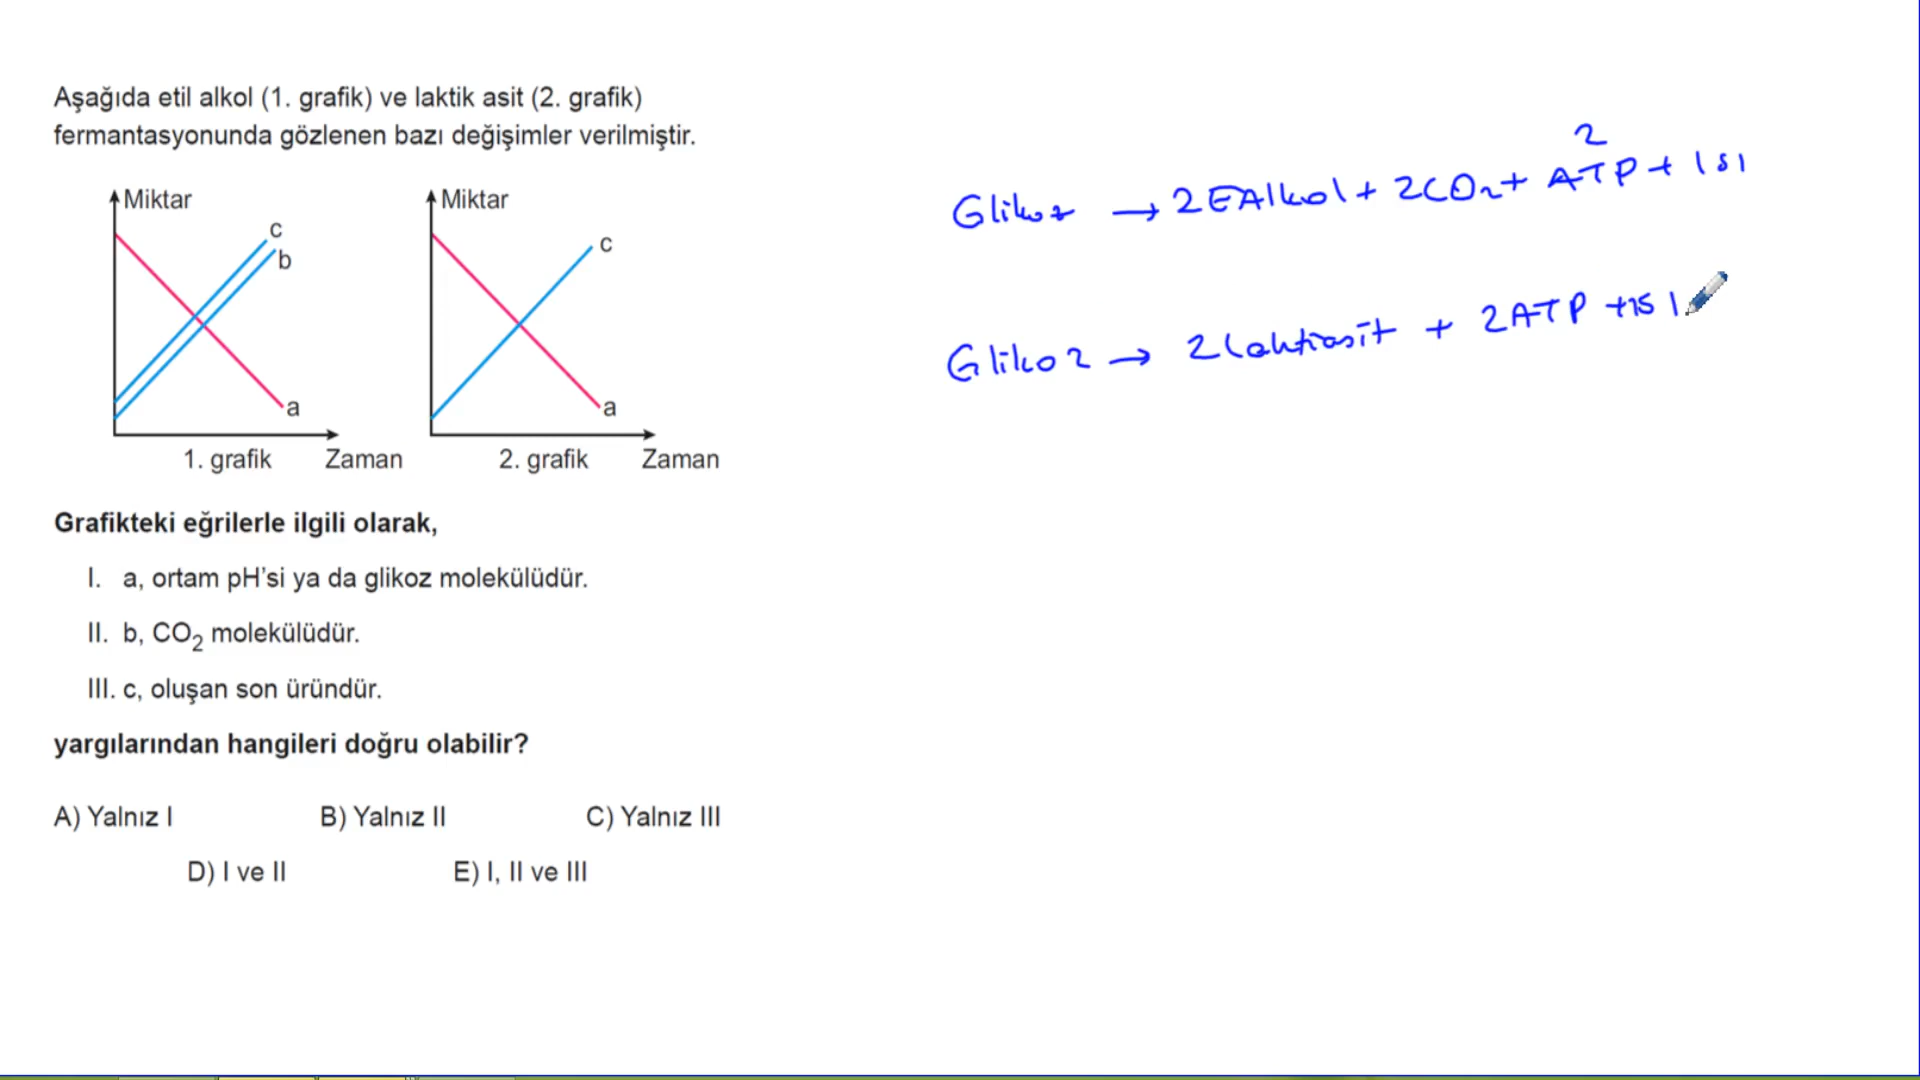 Aşağıda etil alkol (1. grafik) ve laktik asit (2. grafik)
fermantasyonunda gözlenen bazı değişimler verilmiştir.
Miktar
c
b
a
1. grafik Zaman
Miktar
c
a
2. grafik Zaman
Grafikteki eğrilerle ilgili olarak,
I. a, ortam pH’si ya da glikoz molekülüdür.
II. b, CO₂ molekülüdür.
III. c, oluşan son üründür.
yargılarından hangileri doğru olabilir?
A) Yalnız I B) Yalnız II C) Yalnız III
D) I ve II E) I, II ve III
2
Glikoz → 2EAlkol + 2CO₂ + ATP + ısı
Glikoz → 2Laktiasit + 2ATP + ısı